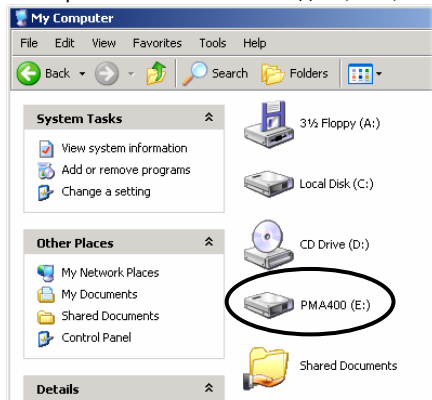 My Computer
File Edit View Favorites Tools Help
Back Search Folders
System Tasks
View system information
Add or remove programs
Change a setting
Other Places
My Network Places
My Documents
Shared Documents
Control Panel
Details
3½ Floppy (A:)
Local Disk (C:)
CD Drive (D:)
PMA400 (E:)
Shared Documents